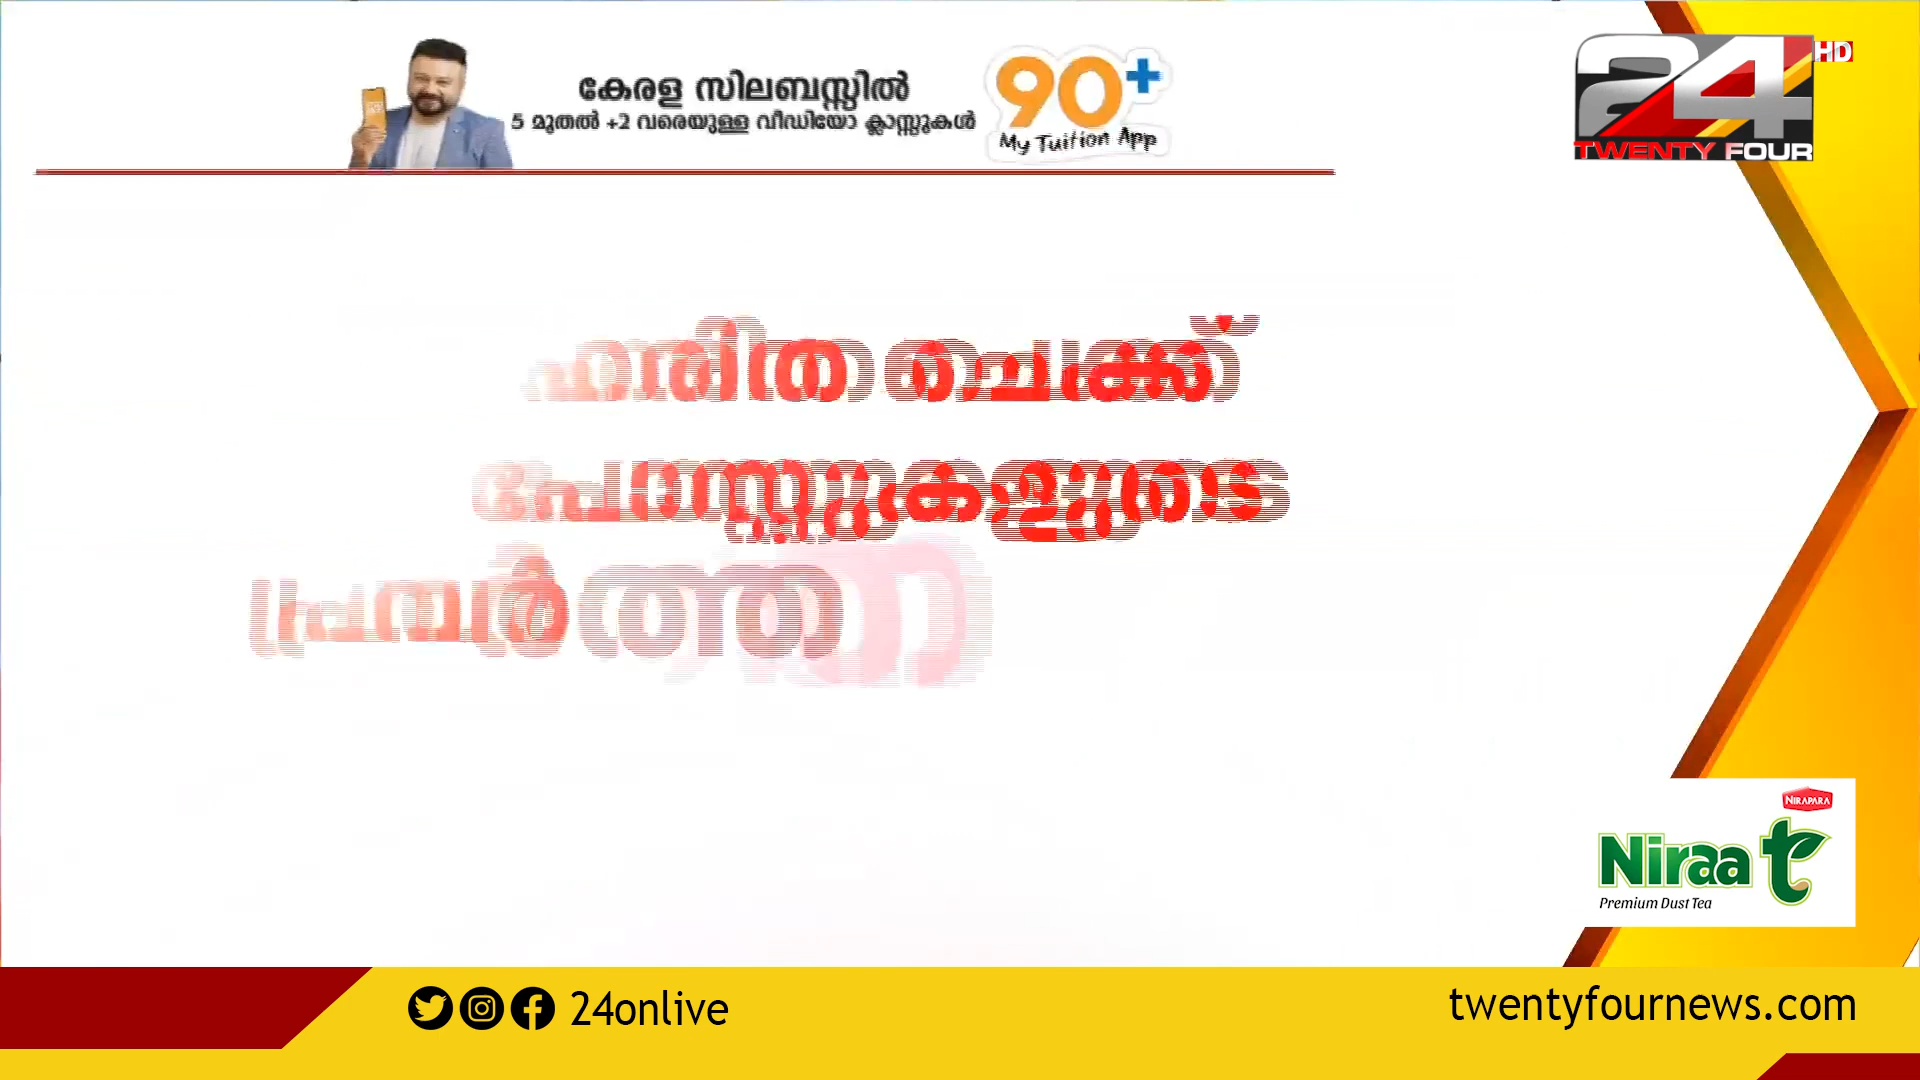 കേരള സിലബസ്സിൽ
5 മുതൽ +2 വരെയുള്ള വീഡിയോ ക്ലാസ്സുകൾ
90+
My Tuition App
24 HD
TWENTY FOUR
ഹരിത ചെക്ക്
പോസ്റ്റുകളുടെ
NIRAPARA
Niraa t
Premium Dust Tea
24onlive
twentyfournews.com